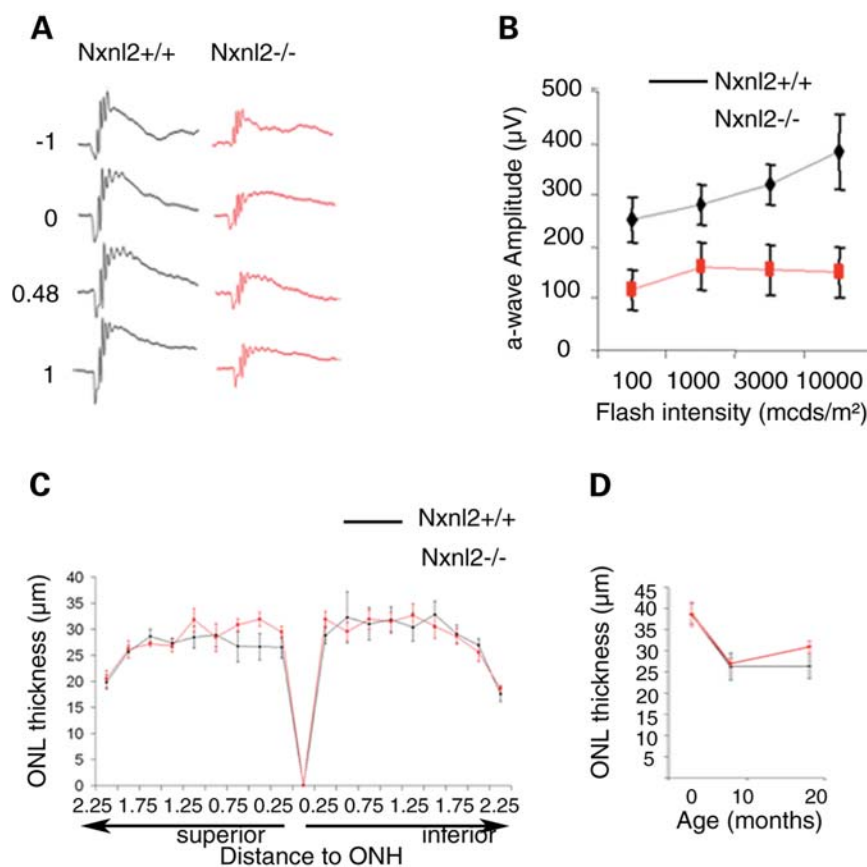 A
Nxnl2+/+ Nxnl2-/-
-1
0
0.48
1
B
500
400
300
200
100
0
Nxnl2+/+
Nxnl2-/-
a-wave Amplitude (µV)
100 1000 3000 10000
Flash intensity (mcds/m²)
C
Nxnl2+/+
Nxnl2-/-
40
35
30
25
20
15
10
5
0
ONL thickness (µm)
2.25 1.75 1.25 0.75 0.25 0.25 0.75 1.25 1.75 2.25
superior inferior
Distance to ONH
D
45
40
35
30
25
20
15
10
5
ONL thickness (µm)
0 10 20
Age (months)